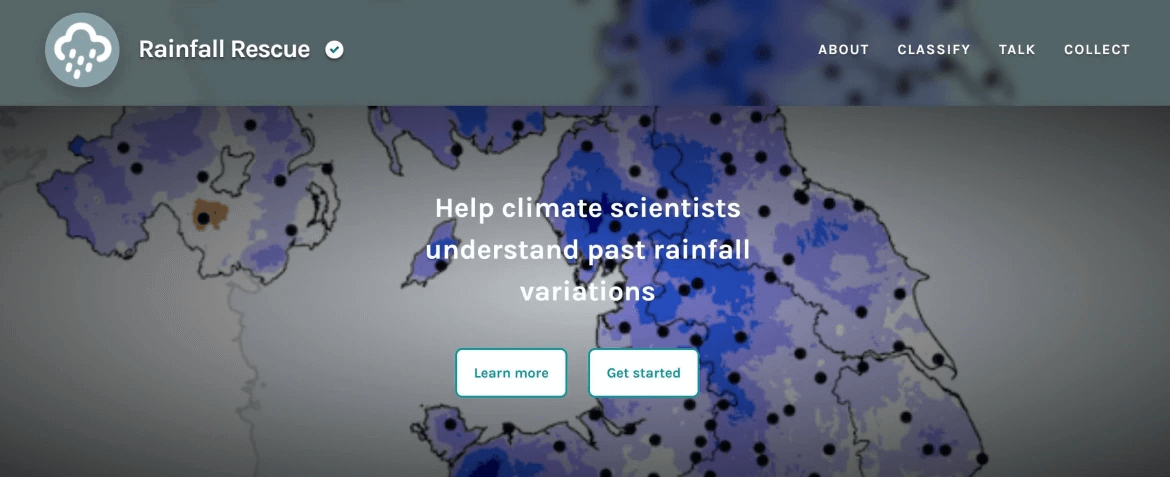 Rainfall Rescue
ABOUT CLASSIFY TALK COLLECT
Help climate scientists
understand past rainfall
variations
Learn more Get started